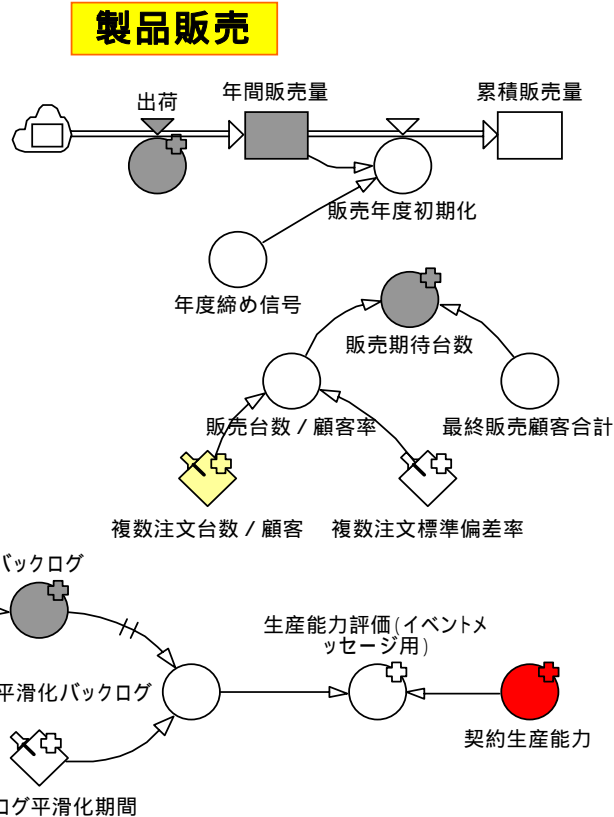 製品販売
出荷
年間販売量
累積販売量
販売年度初期化
年度締め信号
販売期待台数
販売台数 / 顧客率
最終販売顧客合計
複数注文台数 / 顧客
複数注文標準偏差率
バックログ
生産能力評価(イベントメ
ッセージ用)
平滑化バックログ
契約生産能力
ログ平滑化期間